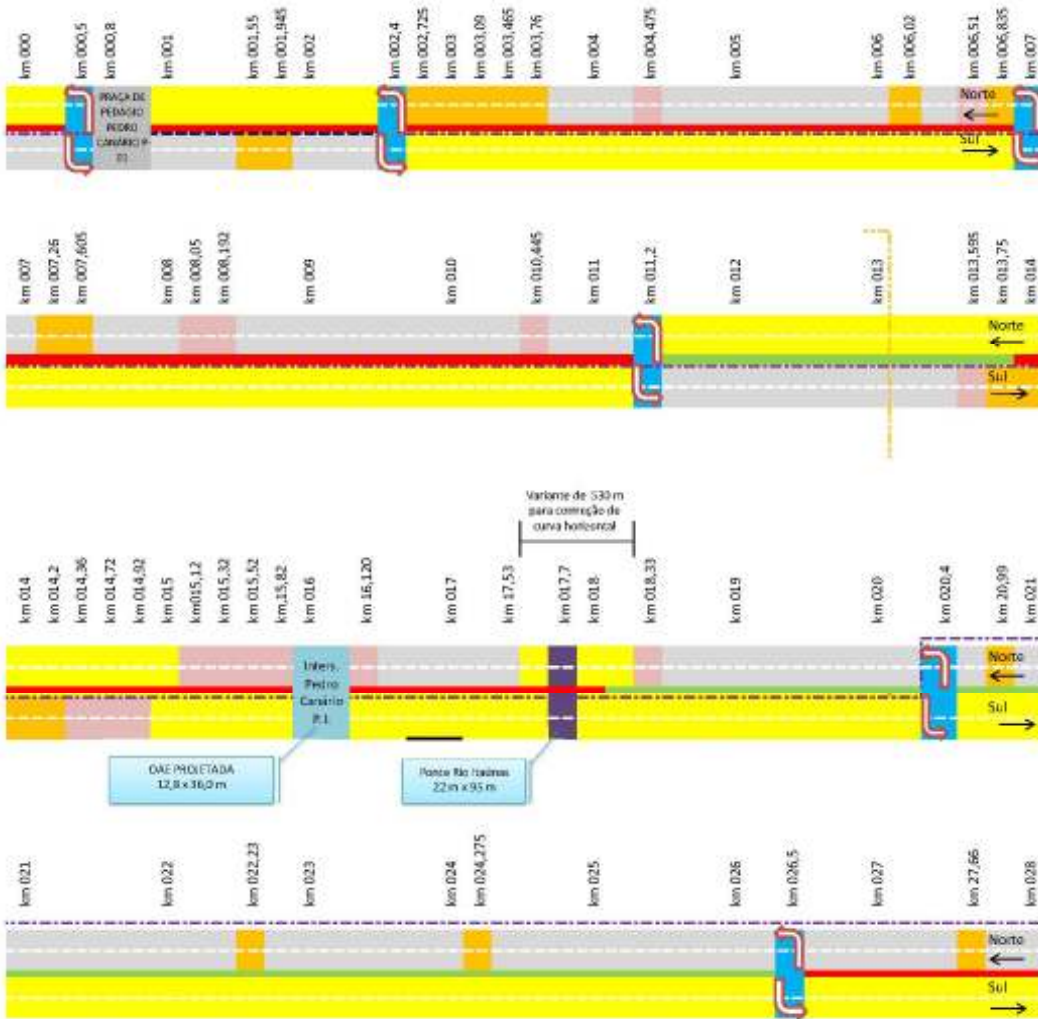 km 000
km 000,5
km 000,8
km 001
km 001,55
km 001,945
km 002
km 002,4
km 002,725
km 003
km 003,09
km 003,465
km 003,76
km 004
km 004,475
km 005
km 006
km 006,02
km 006,51
km 006,835
km 007
PRAÇA DE
PEDÁGIO
PEDRO
CANÁRIO P.
Norte
Sul
km 007
km 007,26
km 007,605
km 008
km 008,05
km 008,192
km 009
km 010
km 010,445
km 011
km 011,2
km 012
km 013
km 013,595
km 013,75
km 014
Norte
Sul
Variante de 530 m
para correção de
curva horizontal
km 014
km 014,2
km 014,36
km 014,72
km 014,92
km 015
km015,12
km 015,32
km 015,52
km,15,82
km 016
km 16,120
km 017
km 17,53
km 017,7
km 018
km 018,33
km 019
km 020
km 020,4
km 20,99
km 021
Inters.
Pedro
Canário
P.1
Norte
Sul
OAE PROJETADA
12,8 x 36,0 m
Ponte Rio Itaúnas
22 m x 95 m
km 021
km 022
km 022,23
km 023
km 024
km 024,275
km 025
km 026
km 026,5
km 027
km 27,66
km 028
Norte
Sul